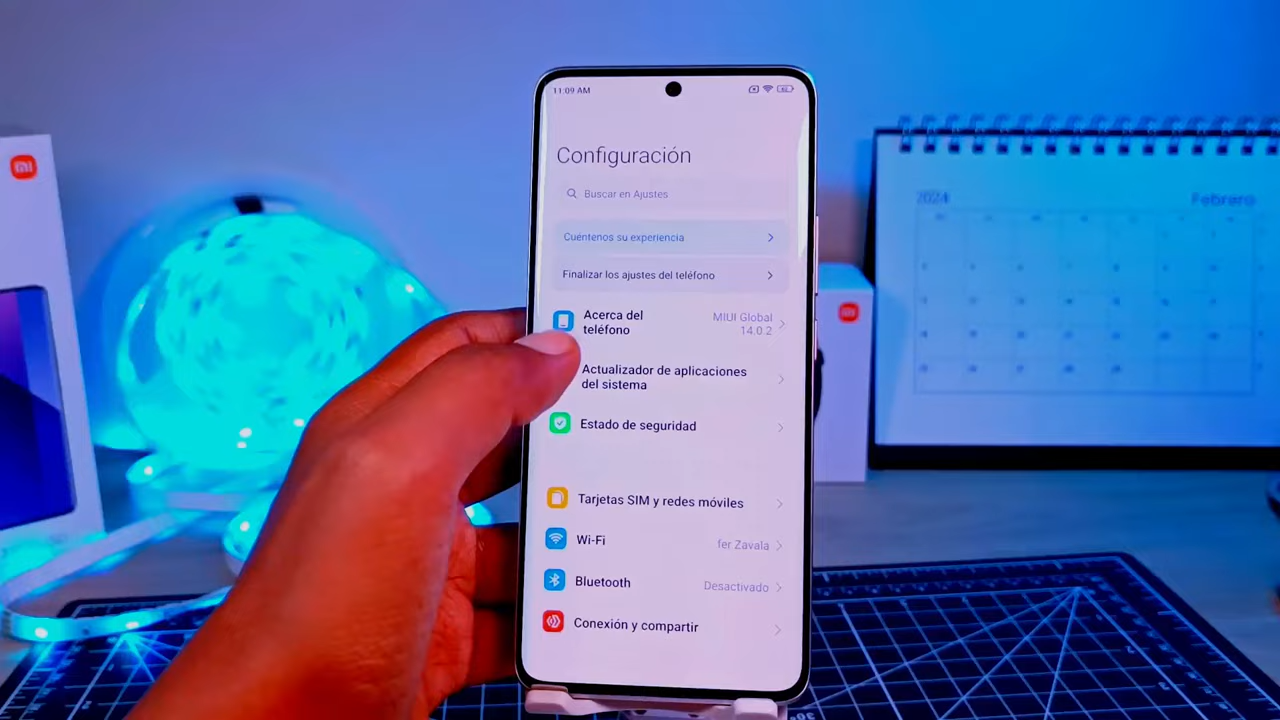 mi
11:09 AM
Configuración
Buscar en Ajustes
Cuéntenos su experiencia
Finalizar los ajustes del teléfono
Acerca del
teléfono
MIUI Global
14.0.2
Actualizador de aplicaciones
del sistema
Estado de seguridad
Tarjetas SIM y redes móviles
Wi-Fi
fer Zavala
Bluetooth
Desactivado
Conexión y compartir
mi
2024
Febrero